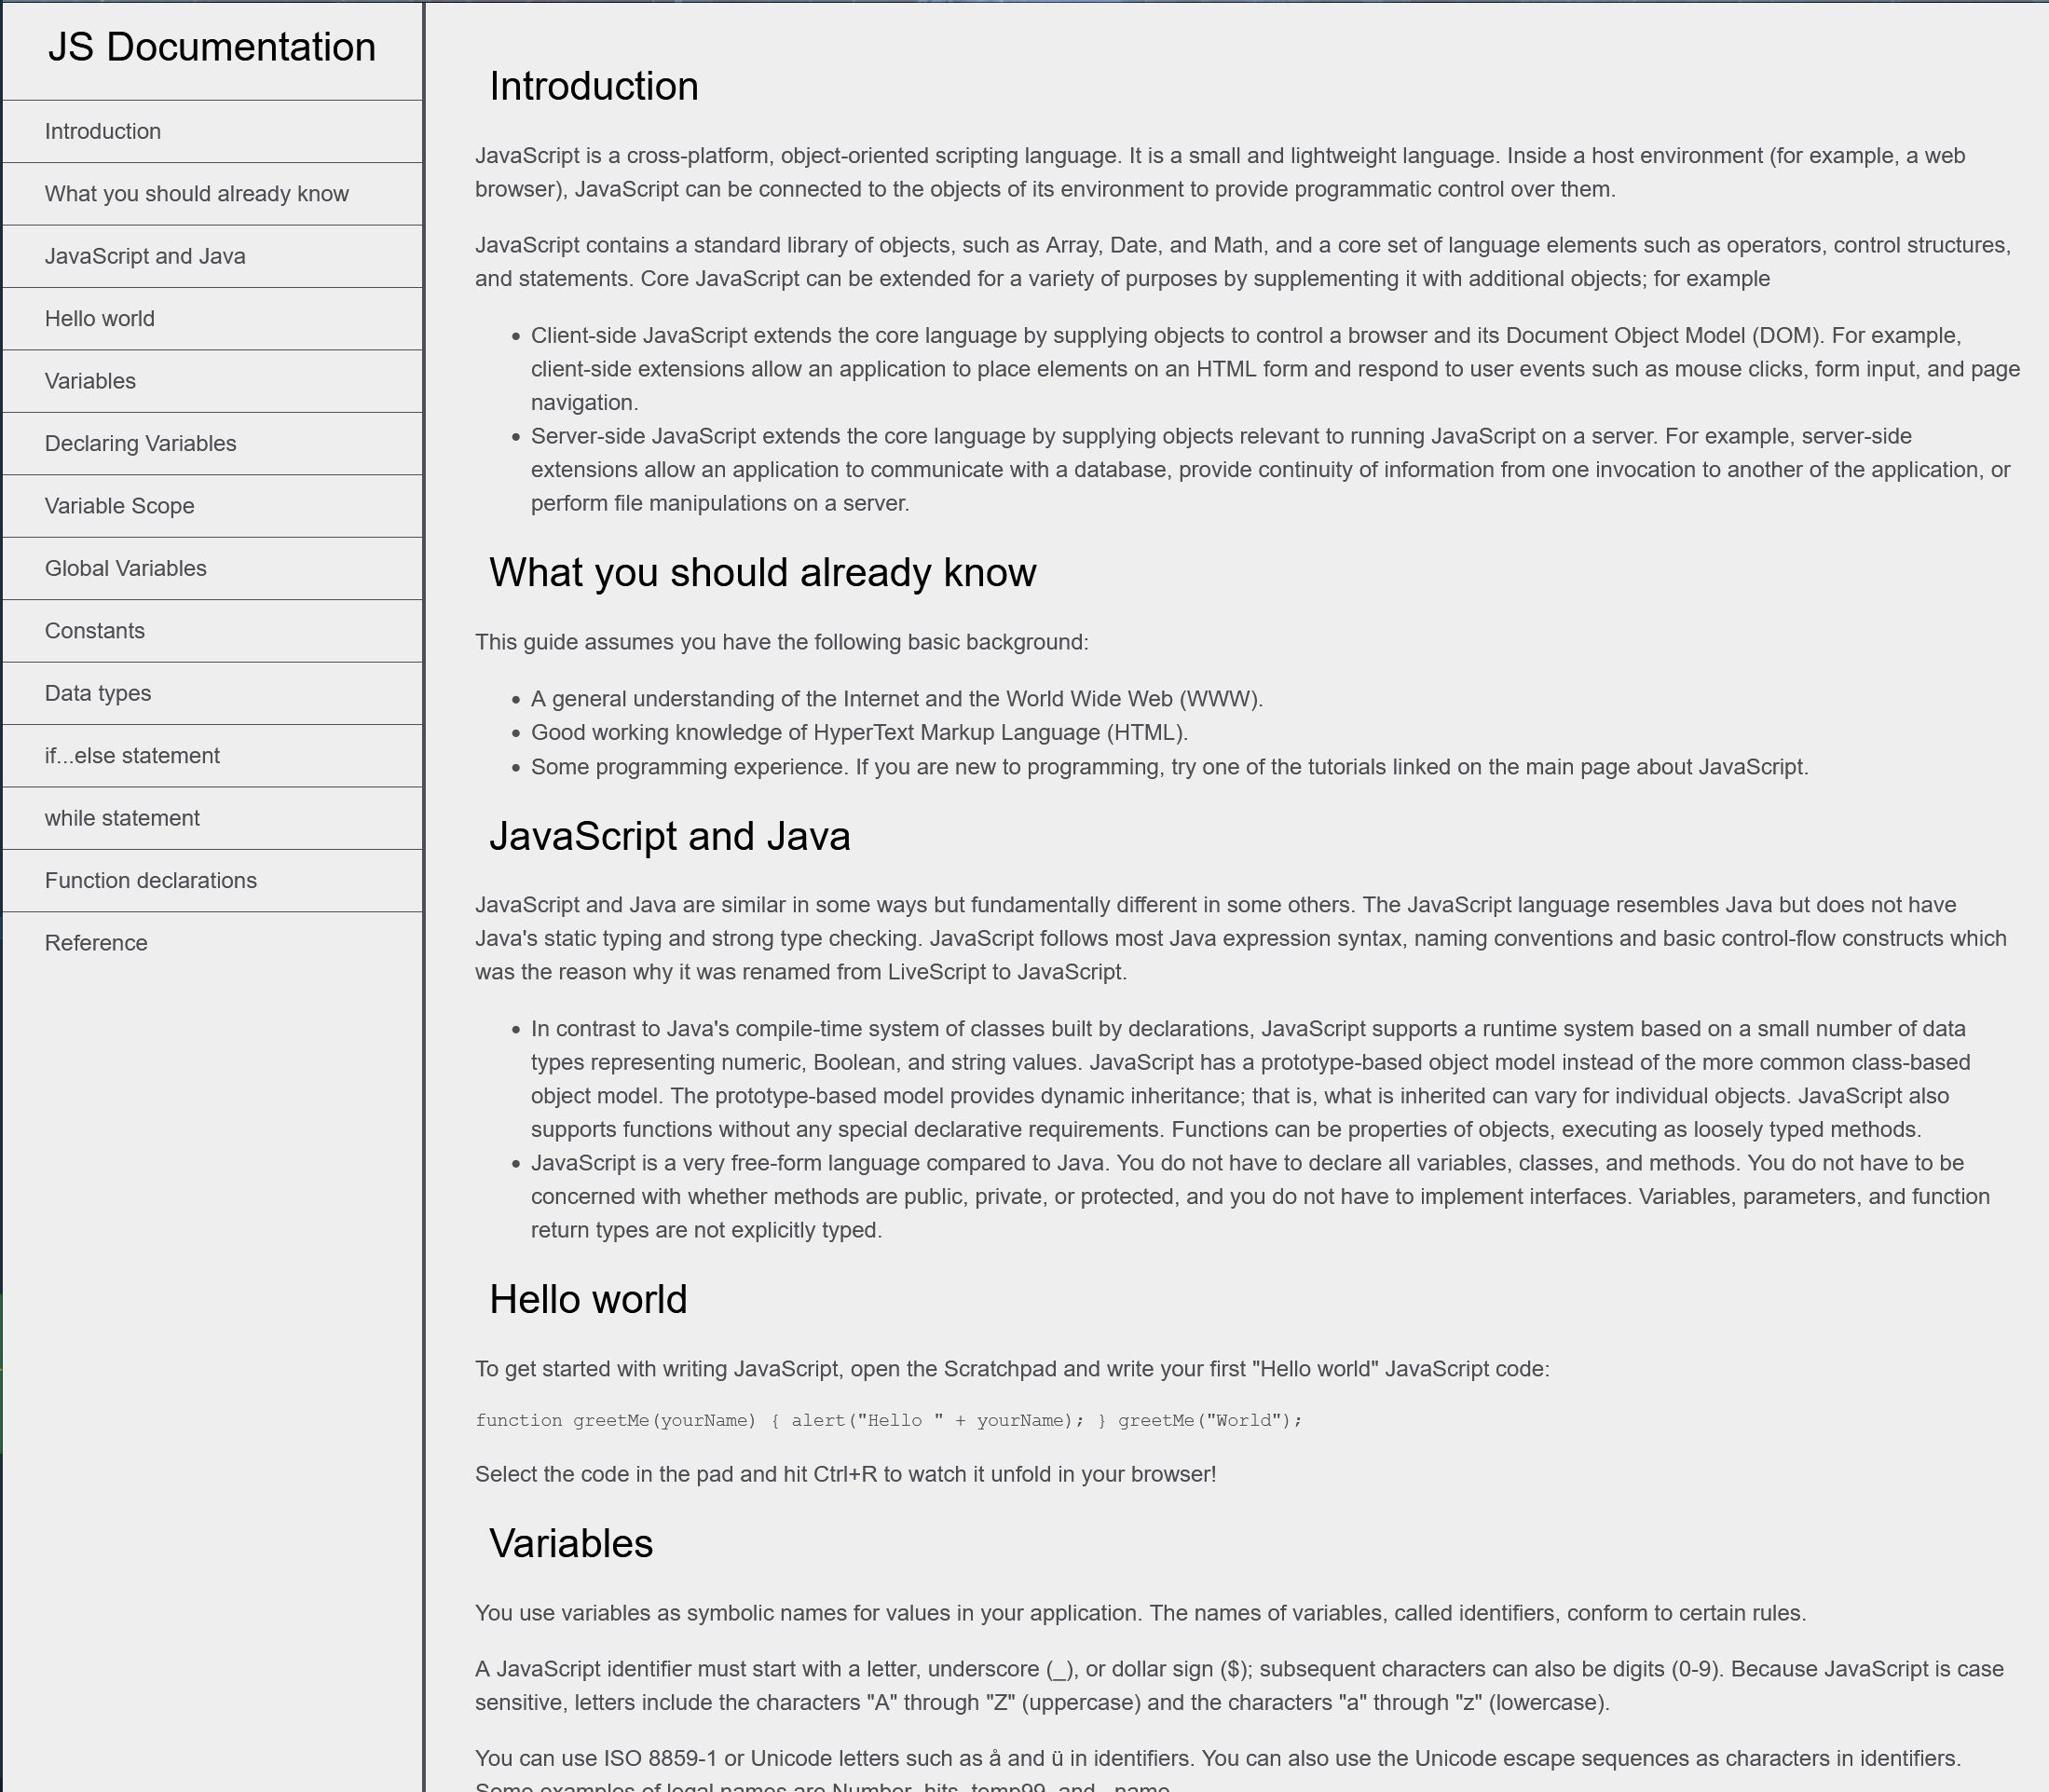 JS Documentation
Introduction
What you should already know
JavaScript and Java
Hello world
Variables
Declaring Variables
Variable Scope
Global Variables
Constants
Data types
if...else statement
while statement
Function declarations
Reference
Introduction
JavaScript is a cross-platform, object-oriented scripting language. It is a small and lightweight language. Inside a host environment (for example, a web
browser), JavaScript can be connected to the objects of its environment to provide programmatic control over them.
JavaScript contains a standard library of objects, such as Array, Date, and Math, and a core set of language elements such as operators, control structures,
and statements. Core JavaScript can be extended for a variety of purposes by supplementing it with additional objects; for example
• Client-side JavaScript extends the core language by supplying objects to control a browser and its Document Object Model (DOM). For example,
client-side extensions allow an application to place elements on an HTML form and respond to user events such as mouse clicks, form input, and page
navigation.
• Server-side JavaScript extends the core language by supplying objects relevant to running JavaScript on a server. For example, server-side
extensions allow an application to communicate with a database, provide continuity of information from one invocation to another of the application, or
perform file manipulations on a server.
What you should already know
This guide assumes you have the following basic background:
• A general understanding of the Internet and the World Wide Web (WWW).
• Good working knowledge of HyperText Markup Language (HTML).
• Some programming experience. If you are new to programming, try one of the tutorials linked on the main page about JavaScript.
JavaScript and Java
JavaScript and Java are similar in some ways but fundamentally different in some others. The JavaScript language resembles Java but does not have
Java's static typing and strong type checking. JavaScript follows most Java expression syntax, naming conventions and basic control-flow constructs which
was the reason why it was renamed from LiveScript to JavaScript.
• In contrast to Java's compile-time system of classes built by declarations, JavaScript supports a runtime system based on a small number of data
types representing numeric, Boolean, and string values. JavaScript has a prototype-based object model instead of the more common class-based
object model. The prototype-based model provides dynamic inheritance; that is, what is inherited can vary for individual objects. JavaScript also
supports functions without any special declarative requirements. Functions can be properties of objects, executing as loosely typed methods.
• JavaScript is a very free-form language compared to Java. You do not have to declare all variables, classes, and methods. You do not have to be
concerned with whether methods are public, private, or protected, and you do not have to implement interfaces. Variables, parameters, and function
return types are not explicitly typed.
Hello world
To get started with writing JavaScript, open the Scratchpad and write your first "Hello world" JavaScript code:
function greetMe(yourName) { alert("Hello " + yourName); } greetMe("World");
Select the code in the pad and hit Ctrl+R to watch it unfold in your browser!
Variables
You use variables as symbolic names for values in your application. The names of variables, called identifiers, conform to certain rules.
A JavaScript identifier must start with a letter, underscore (_), or dollar sign ($); subsequent characters can also be digits (0-9). Because JavaScript is case
sensitive, letters include the characters "A" through "Z" (uppercase) and the characters "a" through "z" (lowercase).
You can use ISO 8859-1 or Unicode letters such as å and ü in identifiers. You can also use the Unicode escape sequences as characters in identifiers.
Some examples of legal names are Number_hits, temp99, and _name.